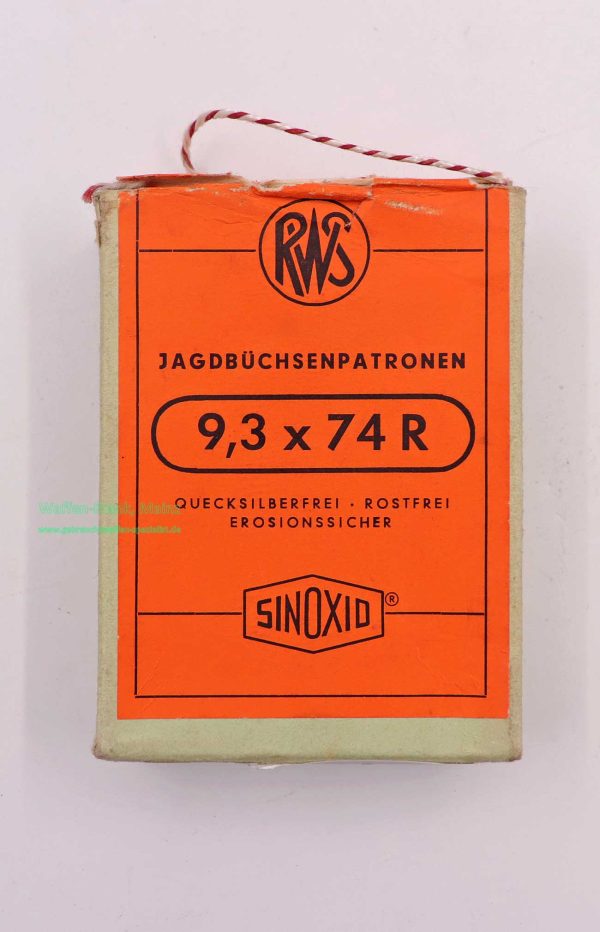 RWS
JAGDBÜCHSENPATRONEN
9,3 x 74 R
QUECKSILBERFREI · ROSTFREI
EROSIONSSICHER
SINOXID ®